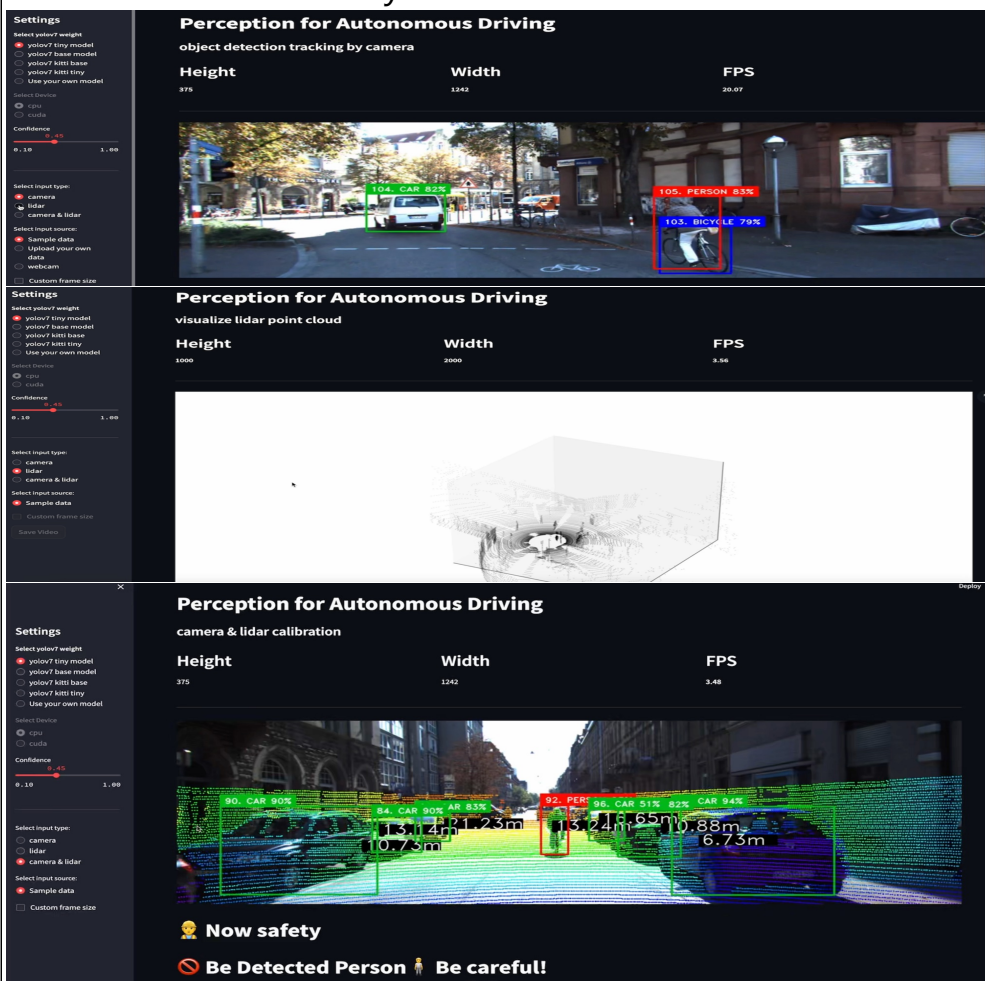 Settings
Select yolov7 weight
yolov7 tiny model
yolov7 base model
yolov7 kitti base
yolov7 kitti tiny
Use your own model
Select Device
cpu
cuda
Confidence
0.45
0.10 1.00
Select input type:
camera
lidar
camera & lidar
Select input source:
Sample data
Upload your own
data
webcam
Custom frame size
Perception for Autonomous Driving
object detection tracking by camera
Height Width FPS
375 1242 20.07
104. CAR 82%
105. PERSON 83%
103. BICYCLE 79%
Settings
Select yolov7 weight
yolov7 tiny model
yolov7 base model
yolov7 kitti base
yolov7 kitti tiny
Use your own model
Select Device
cpu
cuda
Confidence
0.45
0.10 1.00
Select input type:
camera
lidar
camera & lidar
Select input source:
Sample data
Custom frame size
Save Video
Perception for Autonomous Driving
visualize lidar point cloud
Height Width FPS
1000 2000 3.56
Deploy
Settings
Select yolov7 weight
yolov7 tiny model
yolov7 base model
yolov7 kitti base
yolov7 kitti tiny
Use your own model
Select Device
cpu
cuda
Confidence
0.45
0.10 1.00
Select input type:
camera
lidar
camera & lidar
Select input source:
Sample data
Custom frame size
Perception for Autonomous Driving
camera & lidar calibration
Height Width FPS
375 1242 3.48
90. CAR 90%
84. CAR 90% AR 83%
92. PERS 96. CAR 51% 82% CAR 94%
13.14m 21.23m 13.24m .65m 0.88m
10.73m 6.73m
Now safety
Be Detected Person Be careful!